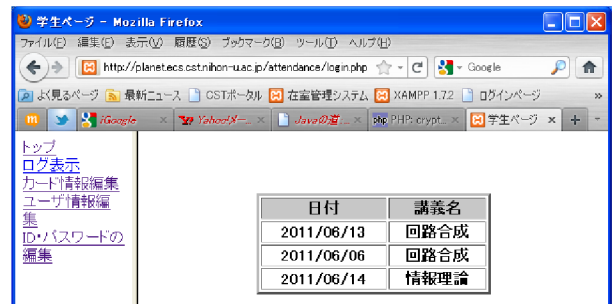 学生ページ - Mozilla Firefox
ファイル(F) 編集(E) 表示(V) 履歴(S) ブックマーク(B) ツール(T) ヘルプ(H)
http://planet.ecs.cst.nihon-u.ac.jp/attendance/login.php Google
よく見るページ 最新ニュース CSTポータル 在室管理システム XAMPP 1.7.2 ログインページ »
m iGoogle × Yahoo!メー... × Javaの道:... × php PHP: crypt... × 学生ページ × +
トップ
ログ表示
カード情報編集
ユーザ情報編
集
ID・パスワードの
編集
日付 講義名
2011/06/13 回路合成
2011/06/06 回路合成
2011/06/14 情報理論